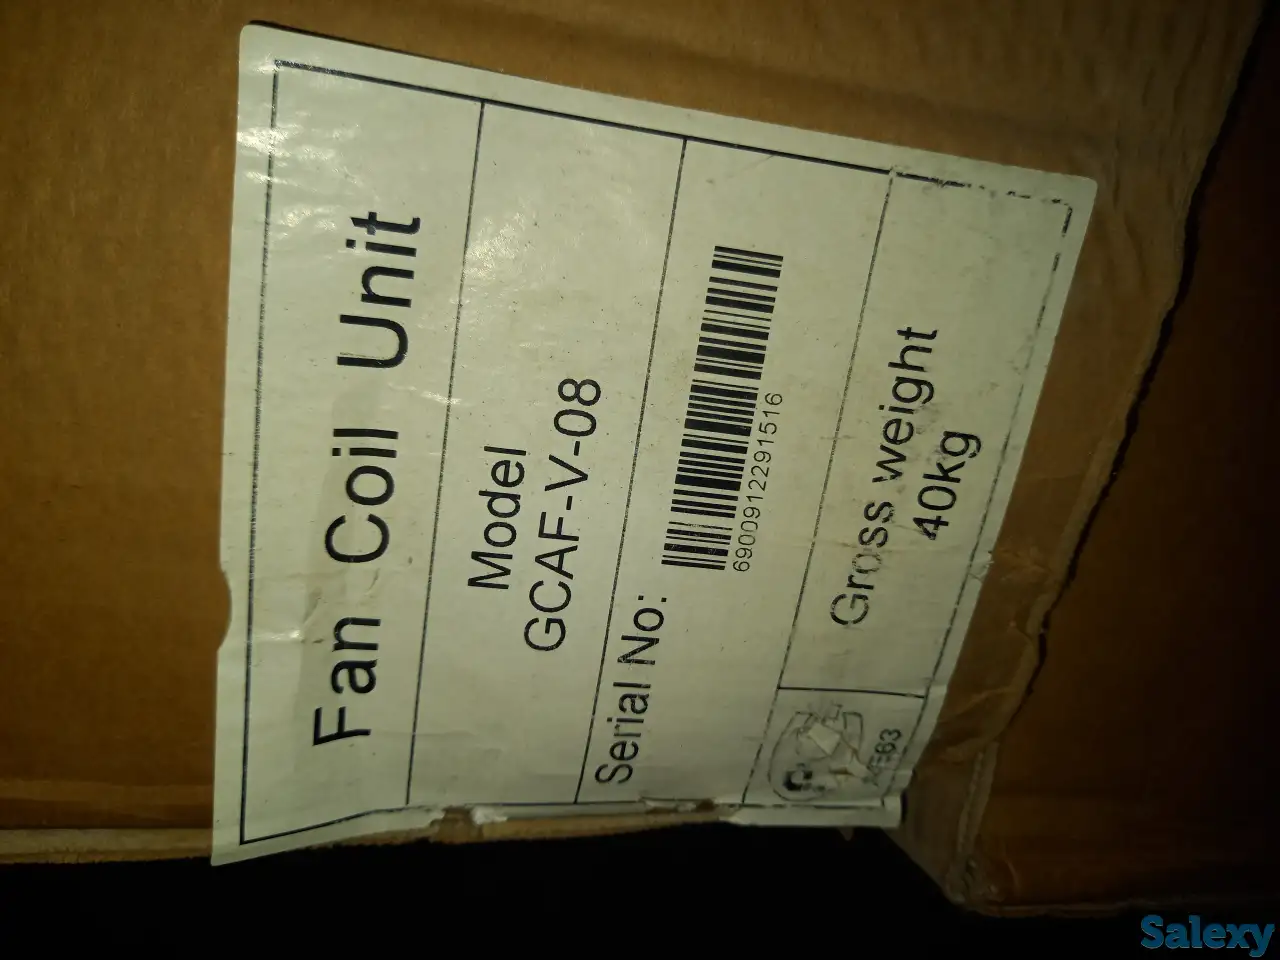 Fan Coil Unit
Model
GCAF-V-08
Serial No:
6900912291516
Gross weight
40kg
Salexy